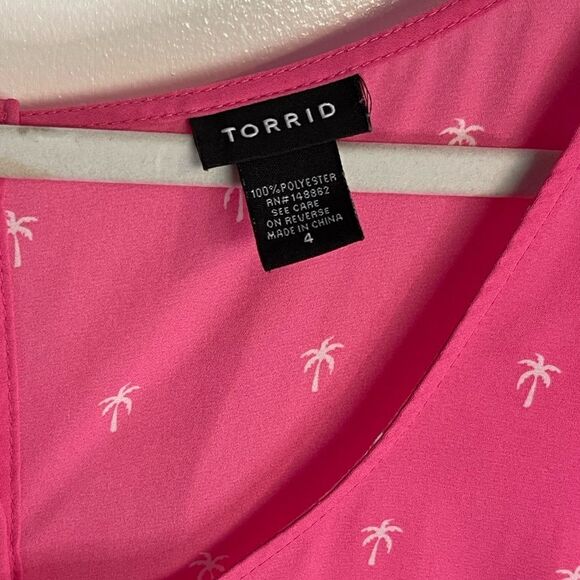 TORRID
100%POLYESTER
RN#148862
SEE CARE
ON REVERSE
MADE IN CHINA
4